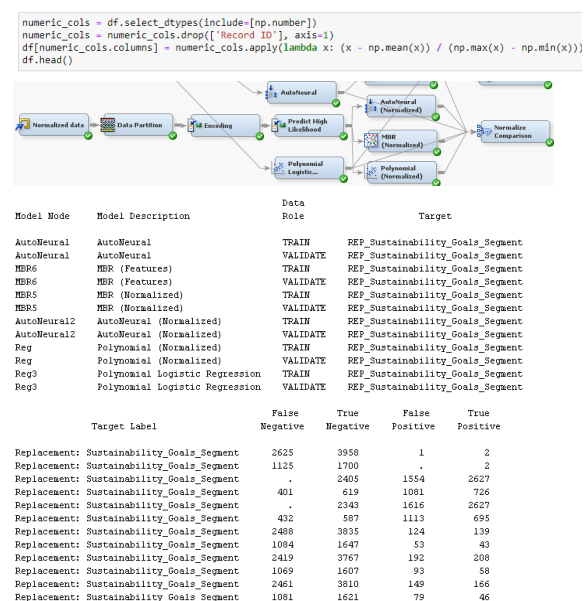 numeric_cols = df.select_dtypes(include=[np.number])
numeric_cols = numeric_cols.drop(['Record ID'], axis=1)
df[numeric_cols.columns] = numeric_cols.apply(lambda x: (x - np.mean(x)) / (np.max(x) - np.min(x)))
df.head()
AutoNeural
AutoNeural
(Normalized)
Normalized data
Data Partition
Encoding
Predict High
Likelihood
MBR
(Normalized)
Normalize
Comparison
Polynomial
Logistic...
Polynomial
(Normalized)
Data
Model Node Model Description Role Target
AutoNeural AutoNeural TRAIN REP_Sustainability_Goals_Segment
AutoNeural AutoNeural VALIDATE REP_Sustainability_Goals_Segment
MBR6 MBR (Features) TRAIN REP_Sustainability_Goals_Segment
MBR6 MBR (Features) VALIDATE REP_Sustainability_Goals_Segment
MBR5 MBR (Normalized) TRAIN REP_Sustainability_Goals_Segment
MBR5 MBR (Normalized) VALIDATE REP_Sustainability_Goals_Segment
AutoNeural2 AutoNeural (Normalized) TRAIN REP_Sustainability_Goals_Segment
AutoNeural2 AutoNeural (Normalized) VALIDATE REP_Sustainability_Goals_Segment
Reg Polynomial (Normalized) TRAIN REP_Sustainability_Goals_Segment
Reg Polynomial (Normalized) VALIDATE REP_Sustainability_Goals_Segment
Reg3 Polynomial Logistic Regression TRAIN REP_Sustainability_Goals_Segment
Reg3 Polynomial Logistic Regression VALIDATE REP_Sustainability_Goals_Segment
False True False True
Target Label Negative Negative Positive Positive
Replacement: Sustainability_Goals_Segment 2625 3958 1 2
Replacement: Sustainability_Goals_Segment 1125 1700 . 2
Replacement: Sustainability_Goals_Segment . 2405 1554 2627
Replacement: Sustainability_Goals_Segment 401 619 1081 726
Replacement: Sustainability_Goals_Segment . 2343 1616 2627
Replacement: Sustainability_Goals_Segment 432 587 1113 695
Replacement: Sustainability_Goals_Segment 2488 3835 124 139
Replacement: Sustainability_Goals_Segment 1084 1647 53 43
Replacement: Sustainability_Goals_Segment 2419 3767 192 208
Replacement: Sustainability_Goals_Segment 1069 1607 93 58
Replacement: Sustainability_Goals_Segment 2461 3810 149 166
Replacement: Sustainability_Goals_Segment 1081 1621 79 46